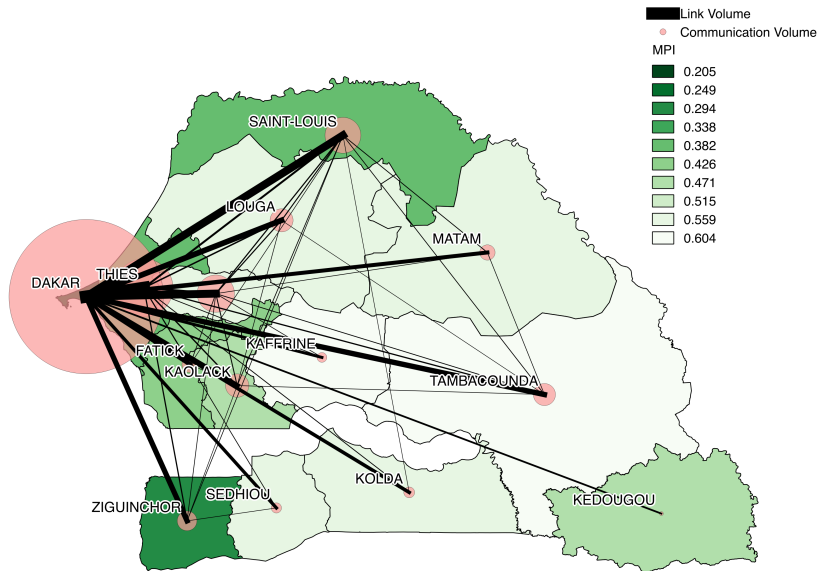 Link Volume
Communication Volume
MPI
0.205
0.249
0.294
0.338
0.382
0.426
0.471
0.515
0.559
0.604
SAINT-LOUIS
LOUGA
MATAM
THIES
DAKAR
KAFFRINE
FATICK
KAOLACK
TAMBACOUNDA
KOLDA
SEDHIOU
KEDOUGOU
ZIGUINCHOR